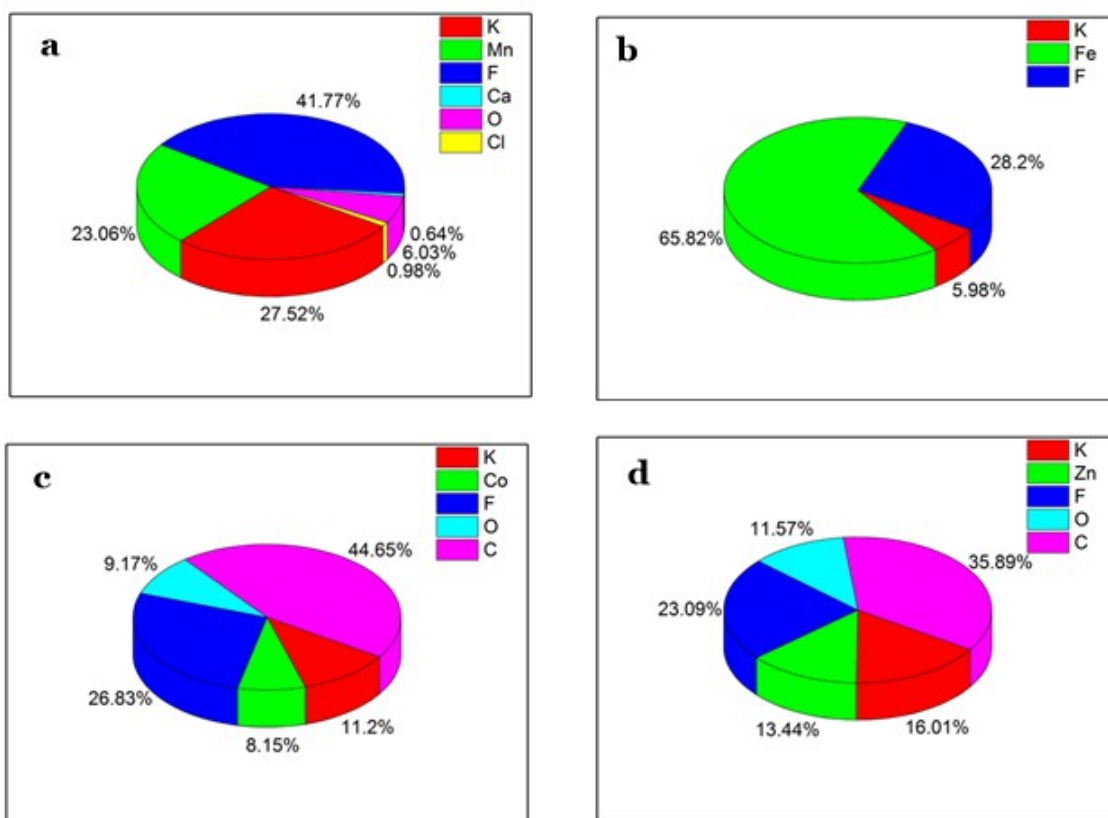 a
K
Mn
F
Ca
O
Cl
41.77%
23.06%
0.64%
6.03%
0.98%
27.52%
b
K
Fe
F
28.2%
65.82%
5.98%
c
K
Co
F
O
C
44.65%
9.17%
26.83%
11.2%
8.15%
d
K
Zn
F
O
C
11.57%
35.89%
23.09%
13.44%
16.01%